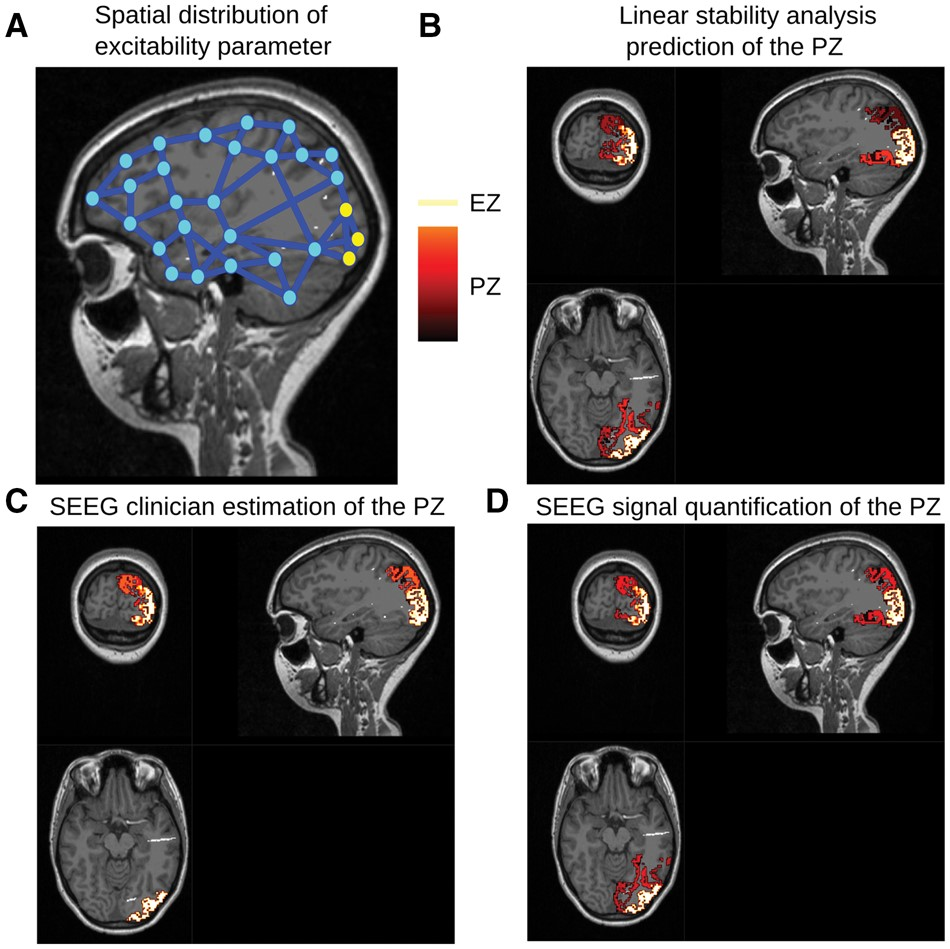 A
Spatial distribution of
excitability parameter
B
Linear stability analysis
prediction of the PZ
EZ
PZ
C
SEEG clinician estimation of the PZ
D
SEEG signal quantification of the PZ